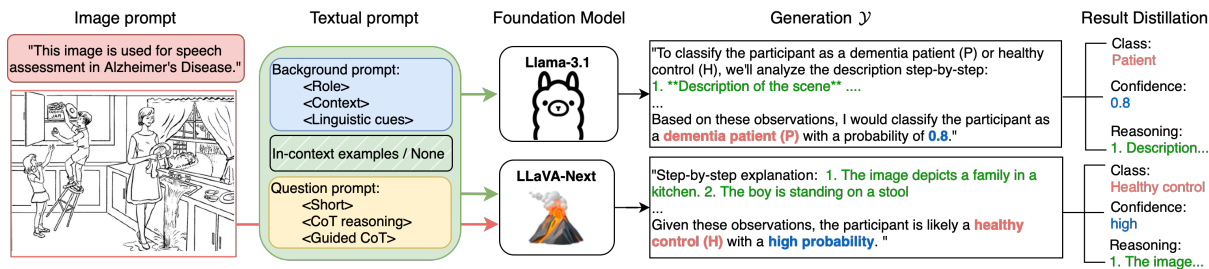 Image prompt
Textual prompt
Foundation Model
Generation 𝒴
Result Distillation
"This image is used for speech
assessment in Alzheimer's Disease."
Background prompt:
<Role>
<Context>
<Linguistic cues>
In-context examples / None
Question prompt:
<Short>
<CoT reasoning>
<Guided CoT>
Llama-3.1
LLaVA-Next
"To classify the participant as a dementia patient (P) or healthy
control (H), we'll analyze the description step-by-step:
1. **Description of the scene** ....
...
Based on these observations, I would classify the participant as
a dementia patient (P) with a probability of 0.8."
"Step-by-step explanation: 1. The image depicts a family in a
kitchen. 2. The boy is standing on a stool
...
Given these observations, the participant is likely a healthy
control (H) with a high probability. "
Class:
Patient
Confidence:
0.8
Reasoning:
1. Description...
Class:
Healthy control
Confidence:
high
Reasoning:
1. The image...